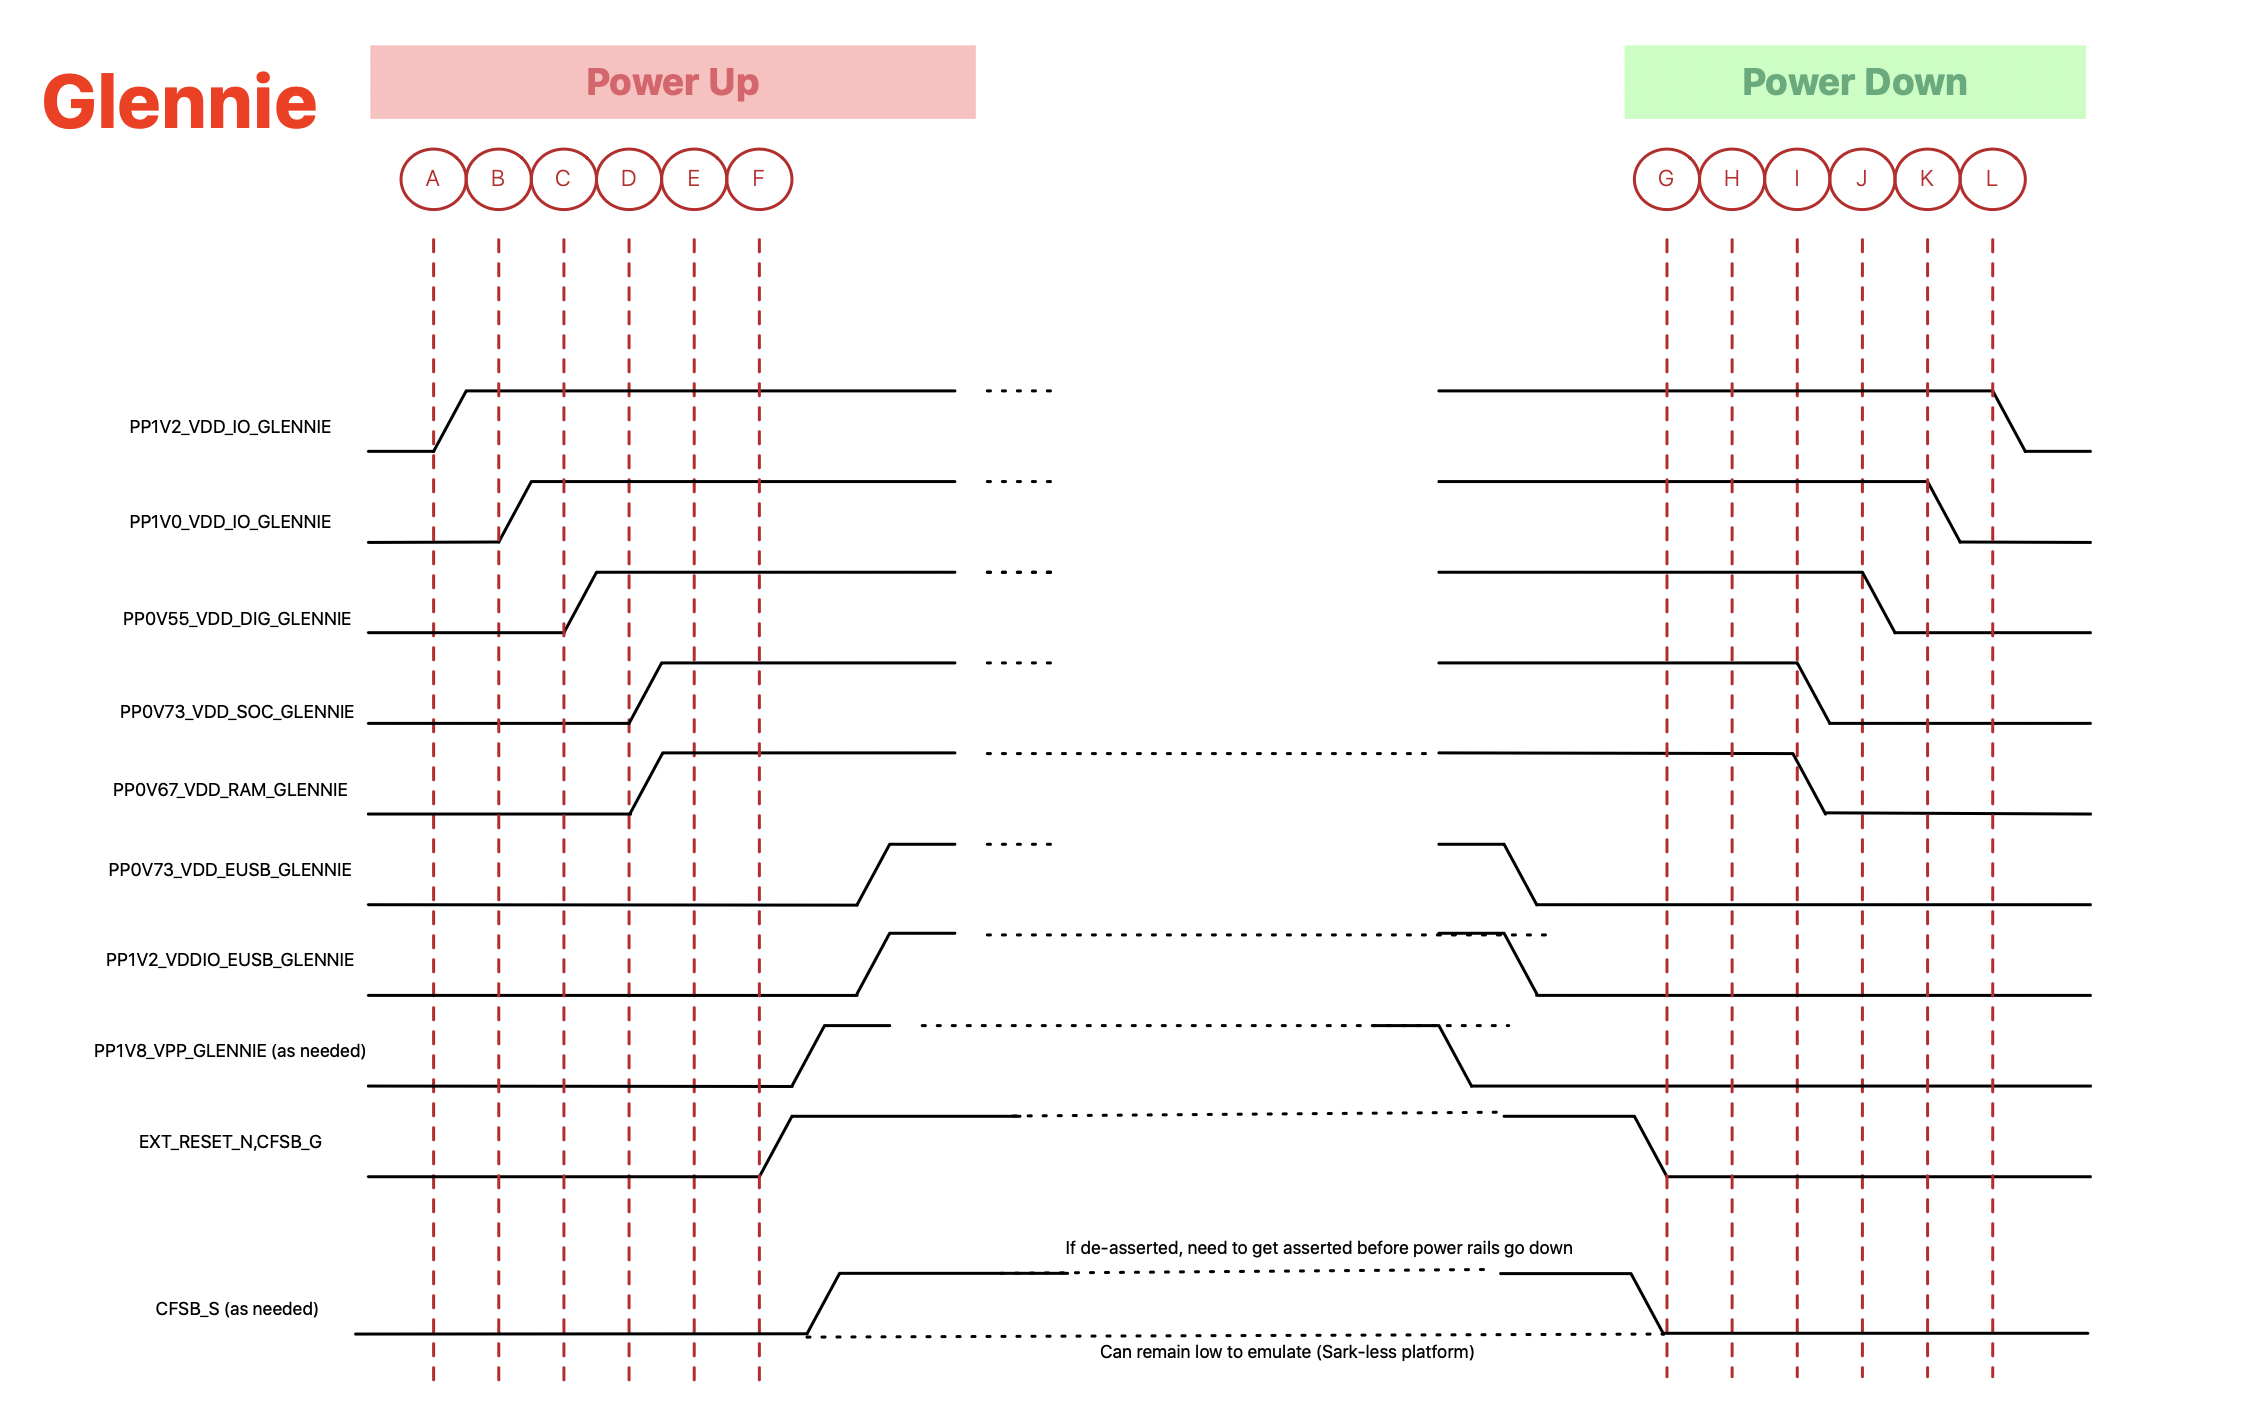 Glennie
Power Up
Power Down
A B C D E F
G H I J K L
PP1V2_VDD_IO_GLENNIE
PP1V0_VDD_IO_GLENNIE
PP0V55_VDD_DIG_GLENNIE
PP0V73_VDD_SOC_GLENNIE
PP0V67_VDD_RAM_GLENNIE
PP0V73_VDD_EUSB_GLENNIE
PP1V2_VDDIO_EUSB_GLENNIE
PP1V8_VPP_GLENNIE (as needed)
EXT_RESET_N,CFSB_G
If de-asserted, need to get asserted before power rails go down
CFSB_S (as needed)
Can remain low to emulate (Sark-less platform)